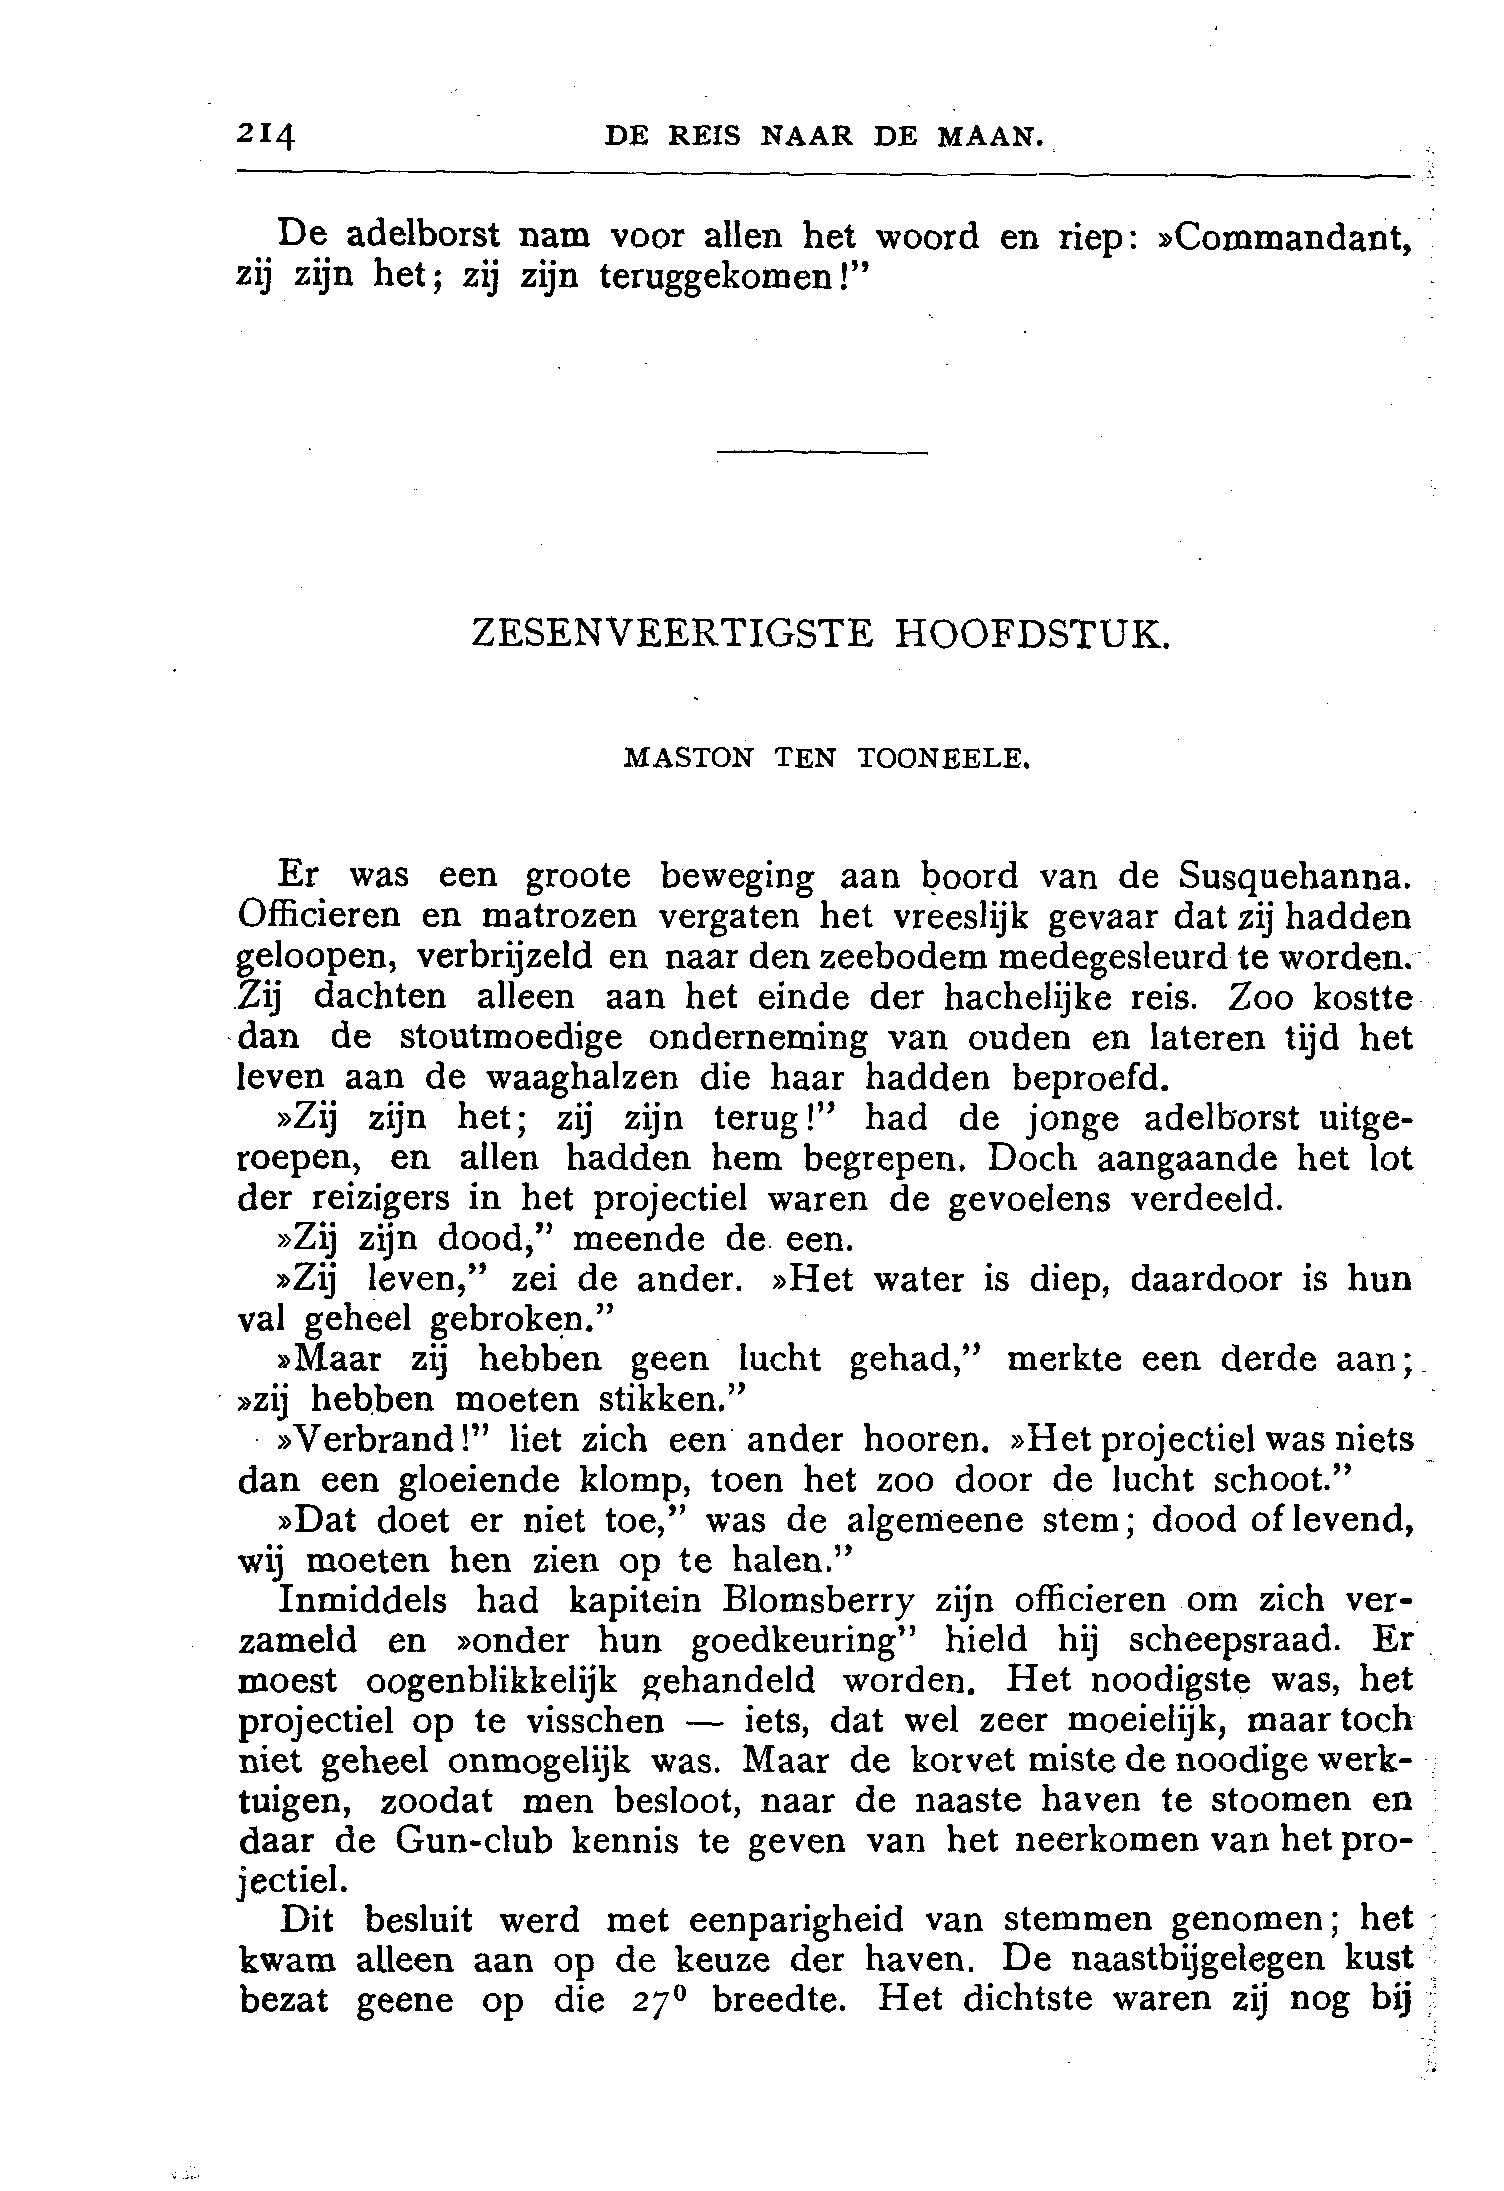 214 DE REIS NAAR DE MAAN.
De adelborst nam voor allen het woord en riep: »Commandant,
zij zijn het; zij zijn teruggekomen!”
ZESENVEERTIGSTE HOOFDSTUK.
MASTON TEN TOONEELE.
Er was een groote beweging aan boord van de Susquehanna.
Officieren en matrozen vergaten het vreeslijk gevaar dat zij hadden
geloopen, verbrijzeld en naar den zeebodem medegesleurd te worden.
Zij dachten alleen aan het einde der hachelijke reis. Zoo kostte
dan de stoutmoedige onderneming van ouden en lateren tijd het
leven aan de waaghalzen die haar hadden beproefd.
»Zij zijn het; zij zijn terug!” had de jonge adelborst uitge-
roepen, en allen hadden hem begrepen. Doch aangaande het lot
der reizigers in het projectiel waren de gevoelens verdeeld.
»Zij zijn dood,” meende de een.
»Zij leven,” zei de ander. »Het water is diep, daardoor is hun
val geheel gebroken.”
»Maar zij hebben geen lucht gehad,” merkte een derde aan;
»zij hebben moeten stikken.”
»Verbrand!” liet zich een ander hooren. »Het projectiel was niets
dan een gloeiende klomp, toen het zoo door de lucht schoot.”
»Dat doet er niet toe,” was de algemeene stem; dood of levend,
wij moeten hen zien op te halen.”
Inmiddels had kapitein Blomsberry zijn officieren om zich ver-
zameld en »onder hun goedkeuring” hield hij scheepsraad. Er
moest oogenblikkelijk gehandeld worden. Het noodigste was, het
projectiel op te visschen — iets, dat wel zeer moeielijk, maar toch
niet geheel onmogelijk was. Maar de korvet miste de noodige werk-
tuigen, zoodat men besloot, naar de naaste haven te stoomen en
daar de Gun-club kennis te geven van het neerkomen van het pro-
jectiel.
Dit besluit werd met eenparigheid van stemmen genomen; het
kwam alleen aan op de keuze der haven. De naastbijgelegen kust
bezat geene op die 27⁰ breedte. Het dichtste waren zij nog bij